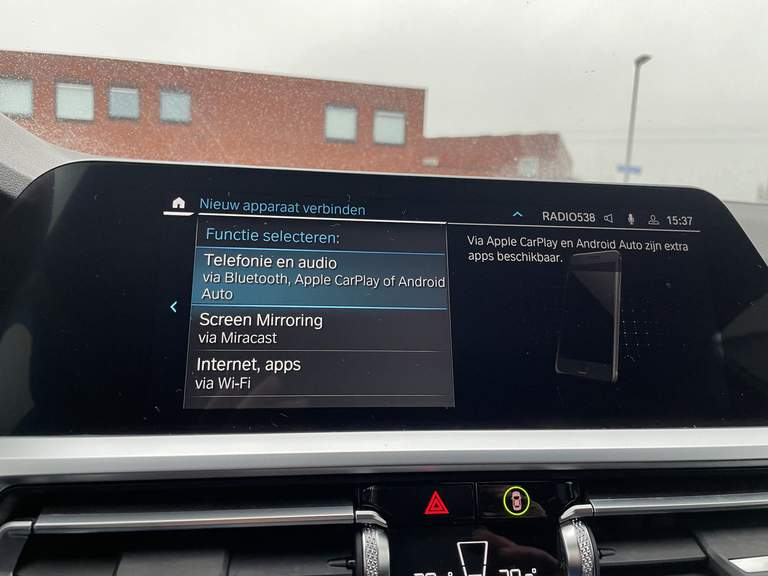 Nieuw apparaat verbinden
RADIO538 15:37
Functie selecteren:
Telefonie en audio
via Bluetooth, Apple CarPlay of Android
Auto
Screen Mirroring
via Miracast
Internet, apps
via Wi-Fi
Via Apple CarPlay en Android Auto zijn extra
apps beschikbaar.